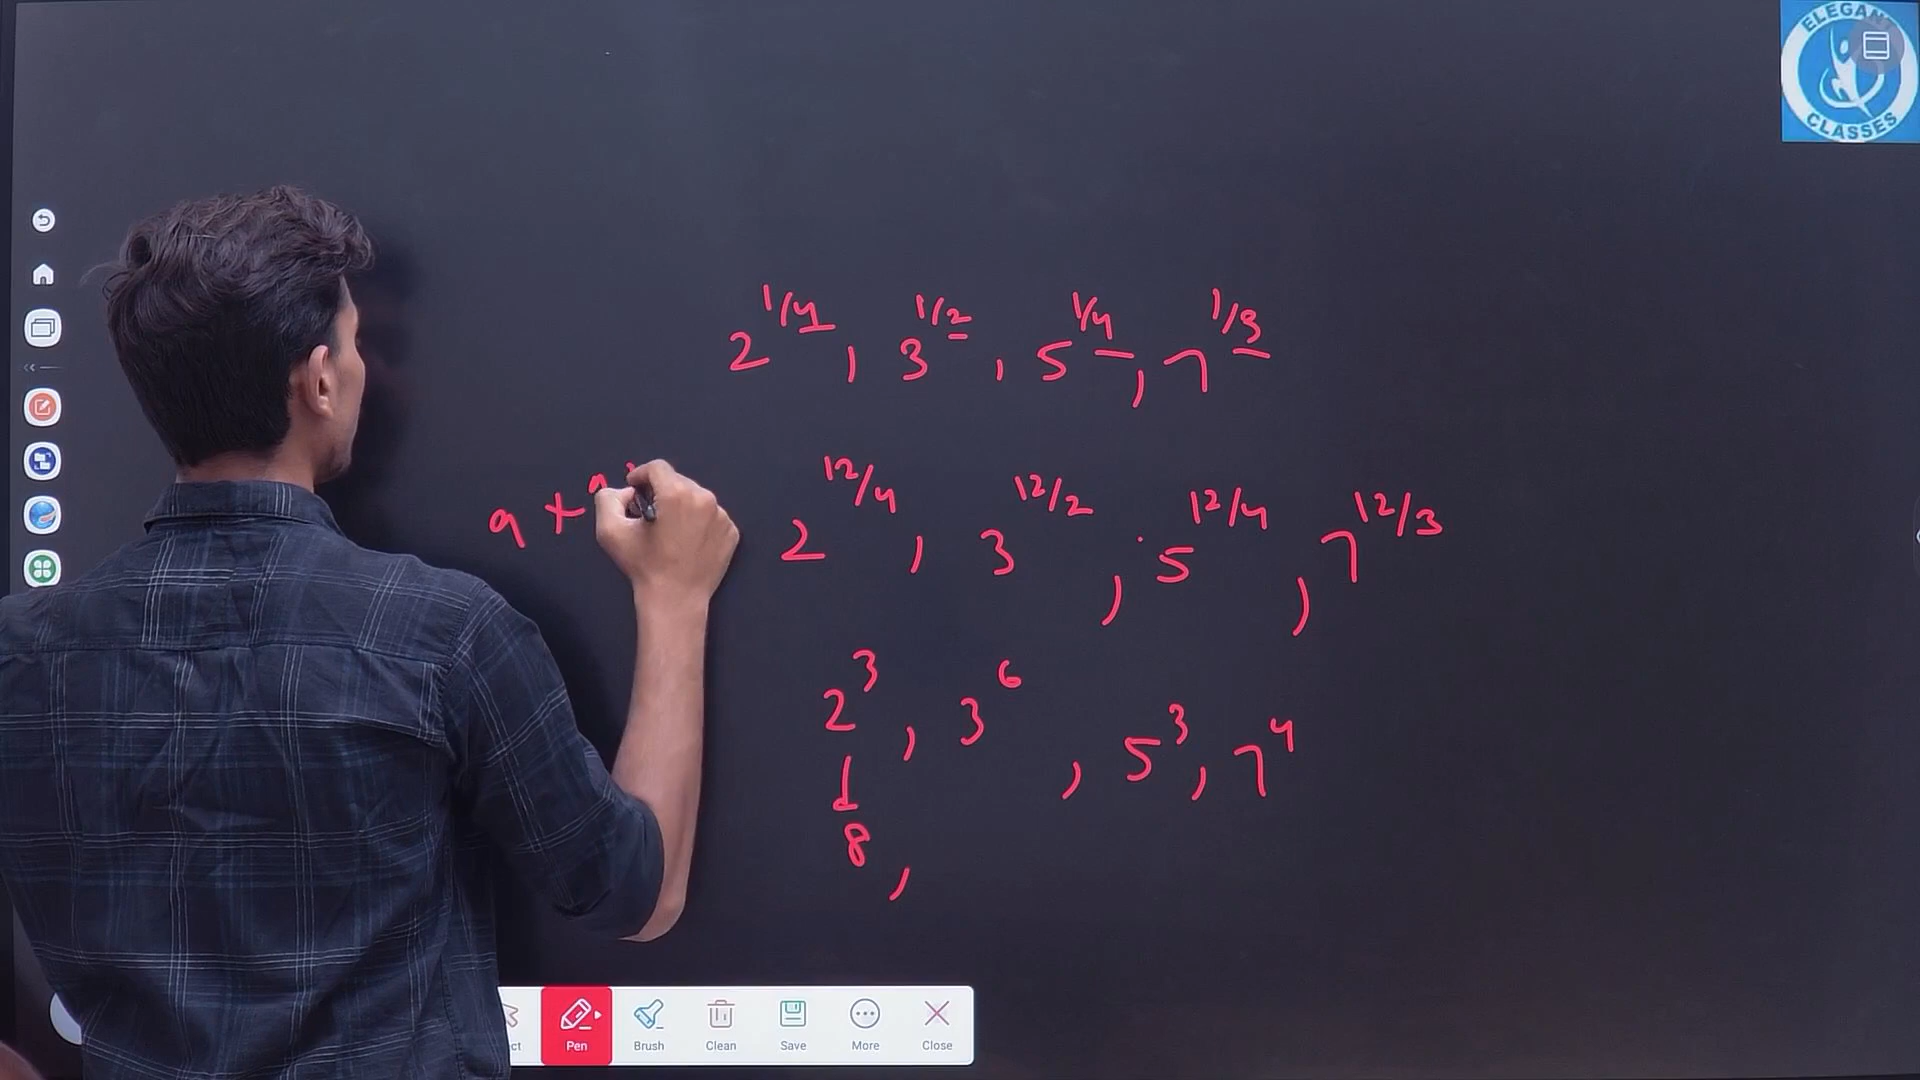 ELEGANT
CLASSES
2^1/4, 3^1/2, 5^1/4, 7^1/3
9 × 9
2^12/4, 3^12/2, 5^12/4, 7^12/3
2^3, 3^6, 5^3, 7^4
8,
Pen Brush Clean Save More Close